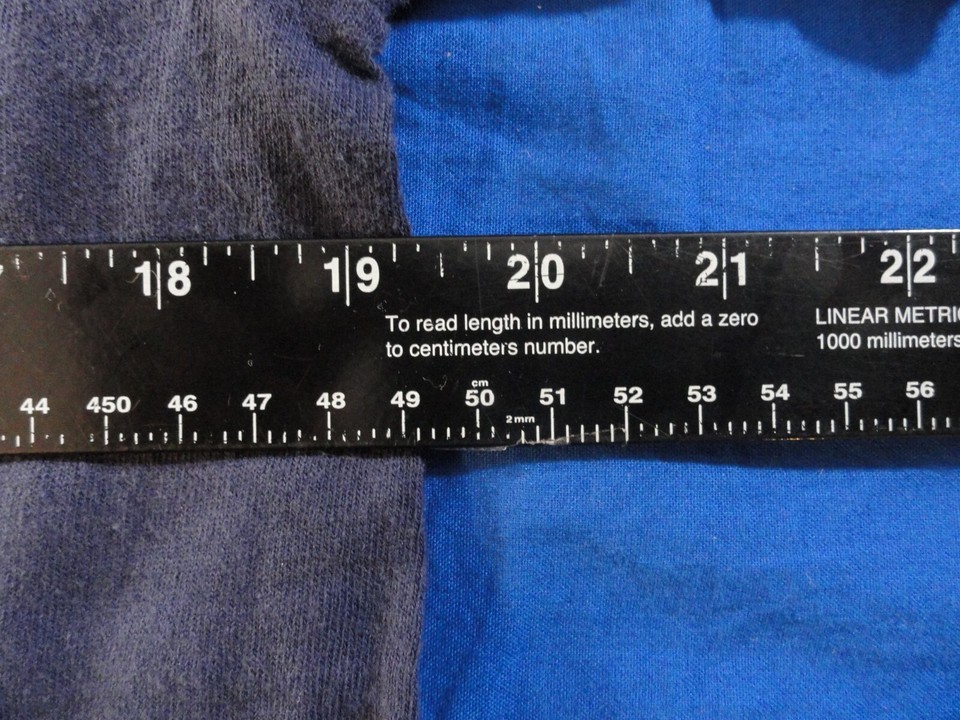 18 19 20 21 22
To read length in millimeters, add a zero
to centimeters number.
LINEAR METRIC
1000 millimeters
cm
44 450 46 47 48 49 50 51 52 53 54 55 56
2mm